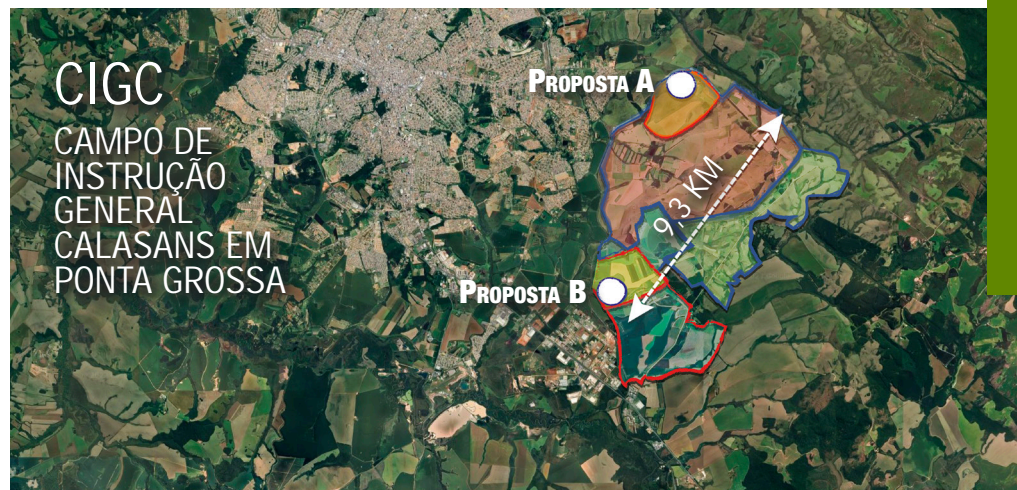 CIGC
CAMPO DE
INSTRUÇÃO
GENERAL
CALASANS EM
PONTA GROSSA
PROPOSTA A
9,3 KM
PROPOSTA B